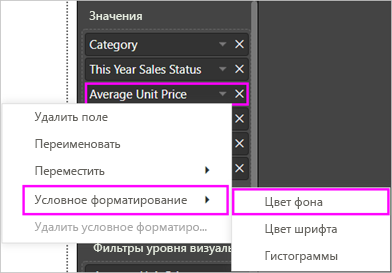 Значения
Category
This Year Sales Status
Average Unit Price
Удалить поле
Переименовать
Переместить
Условное форматирование
Удалить условное форматиро...
Цвет фона
Цвет шрифта
Гистограммы
Фильтры уровня визуаль